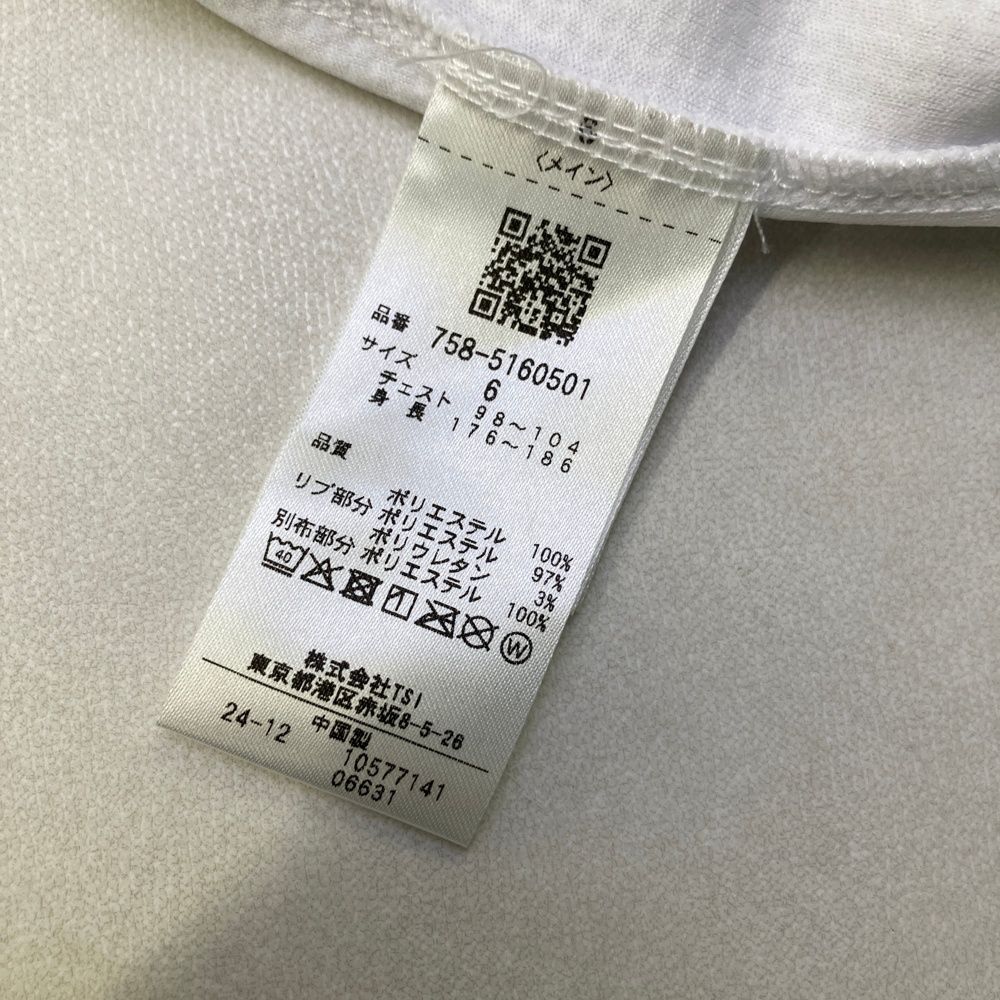 〈メイン〉
品番 758-5160501
サイズ 6
チェスト 98～104
身長 176～186
品質
ポリエステル 100%
リブ部分 ポリエステル 97%
ポリウレタン 3%
別布部分 ポリエステル 100%
40
W
株式会社TSI
東京都港区赤坂8-5-26
24-12 中国製
10577141
06631